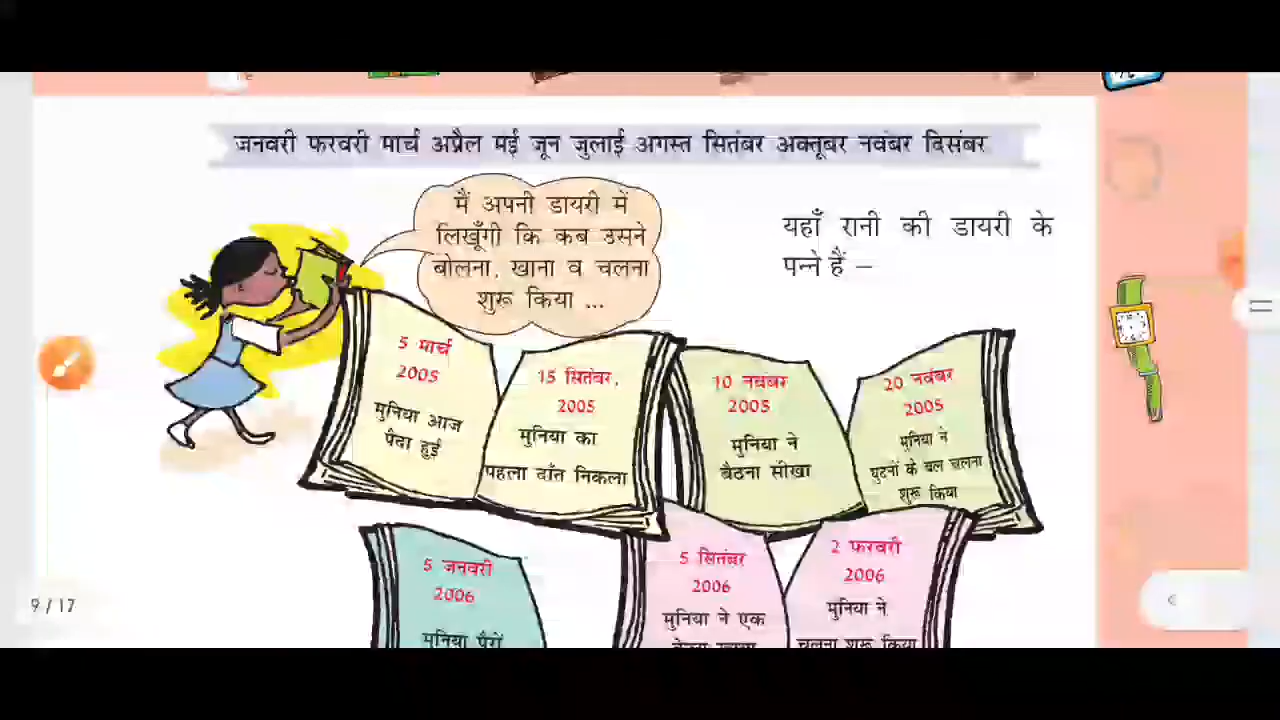 जनवरी फरवरी मार्च अप्रैल मई जून जुलाई अगस्त सितंबर अक्तूबर नवंबर दिसंबर
मैं अपनी डायरी में
लिखूँगी कि कब उसने
बोलना, खाना व चलना
शुरू किया ...
यहाँ रानी की डायरी के
पन्ने हैं –
5 मार्च
2005
मुनिया आज
पैदा हुई
15 सितंबर,
2005
मुनिया का
पहला दाँत निकला
10 नवंबर
2005
मुनिया ने
बैठना सीखा
20 नवंबर
2005
मुनिया ने
घुटनों के बल चलना
शुरू किया
5 जनवरी
2006
मुनिया पैरों
5 सितंबर
2006
मुनिया ने एक
2 फरवरी
2006
मुनिया ने
चलना शुरू किया
9 / 17